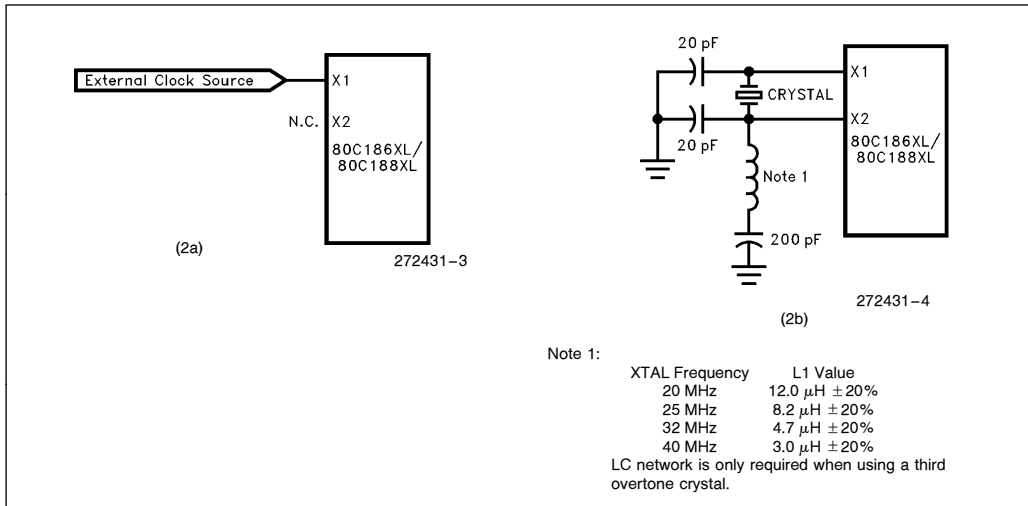 External Clock Source
X1
N.C.
X2
80C186XL/
80C188XL
(2a)
272431-3
20 pF
X1
CRYSTAL
X2
20 pF
80C186XL/
80C188XL
Note 1
200 pF
272431-4
(2b)
Note 1:
XTAL Frequency L1 Value
20 MHz 12.0 μH ±20%
25 MHz 8.2 μH ±20%
32 MHz 4.7 μH ±20%
40 MHz 3.0 μH ±20%
LC network is only required when using a third
overtone crystal.